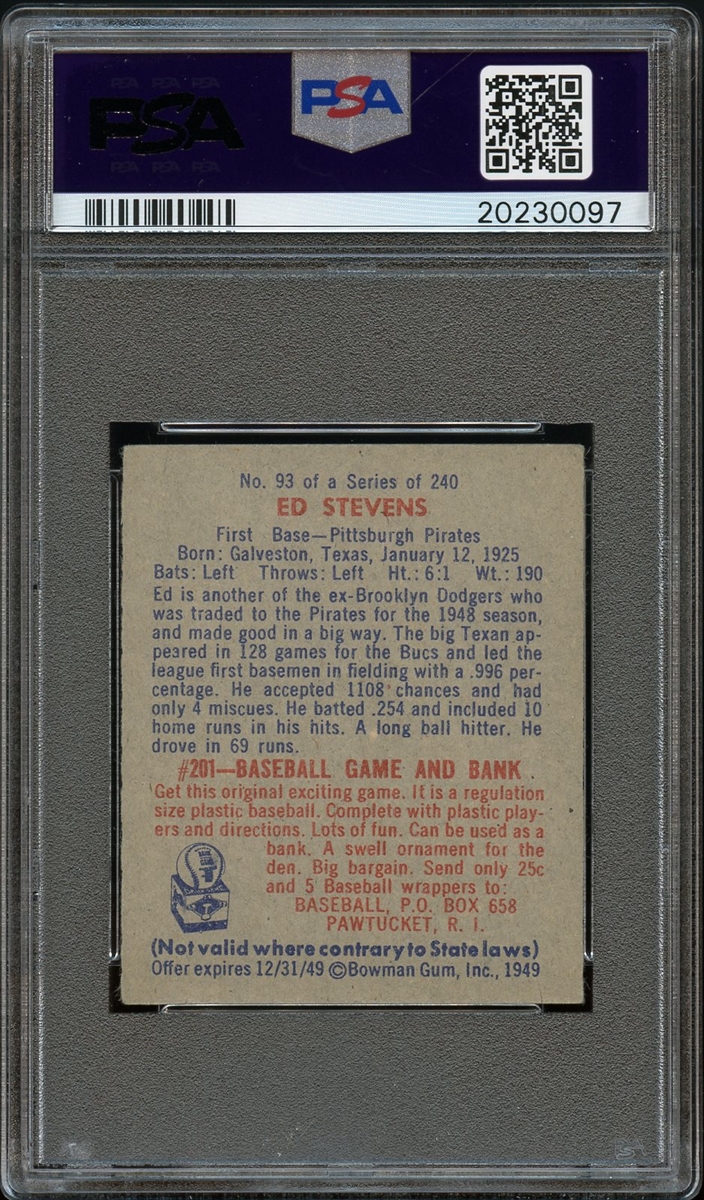 PSA PSA PSA
PSA
PSA PSA PSA
PSA
20230097
No. 93 of a Series of 240
ED STEVENS
First Base—Pittsburgh Pirates
Born: Galveston, Texas, January 12, 1925
Bats: Left Throws: Left Ht.: 6:1 Wt.: 190
Ed is another of the ex-Brooklyn Dodgers who
was traded to the Pirates for the 1948 season,
and made good in a big way. The big Texan ap-
peared in 128 games for the Bucs and led the
league first basemen in fielding with a .996 per-
centage. He accepted 1108 chances and had
only 4 miscues. He batted .254 and included 10
home runs in his hits. A long ball hitter. He
drove in 69 runs.
#201—BASEBALL GAME AND BANK
Get this original exciting game. It is a regulation
size plastic baseball. Complete with plastic play-
ers and directions. Lots of fun. Can be used as a
bank. A swell ornament for the
den. Big bargain. Send only 25c
and 5 Baseball wrappers to:
BASEBALL, P.O. BOX 658
PAWTUCKET, R. I.
(Not valid where contrary to State laws)
Offer expires 12/31/49 ©Bowman Gum, Inc., 1949